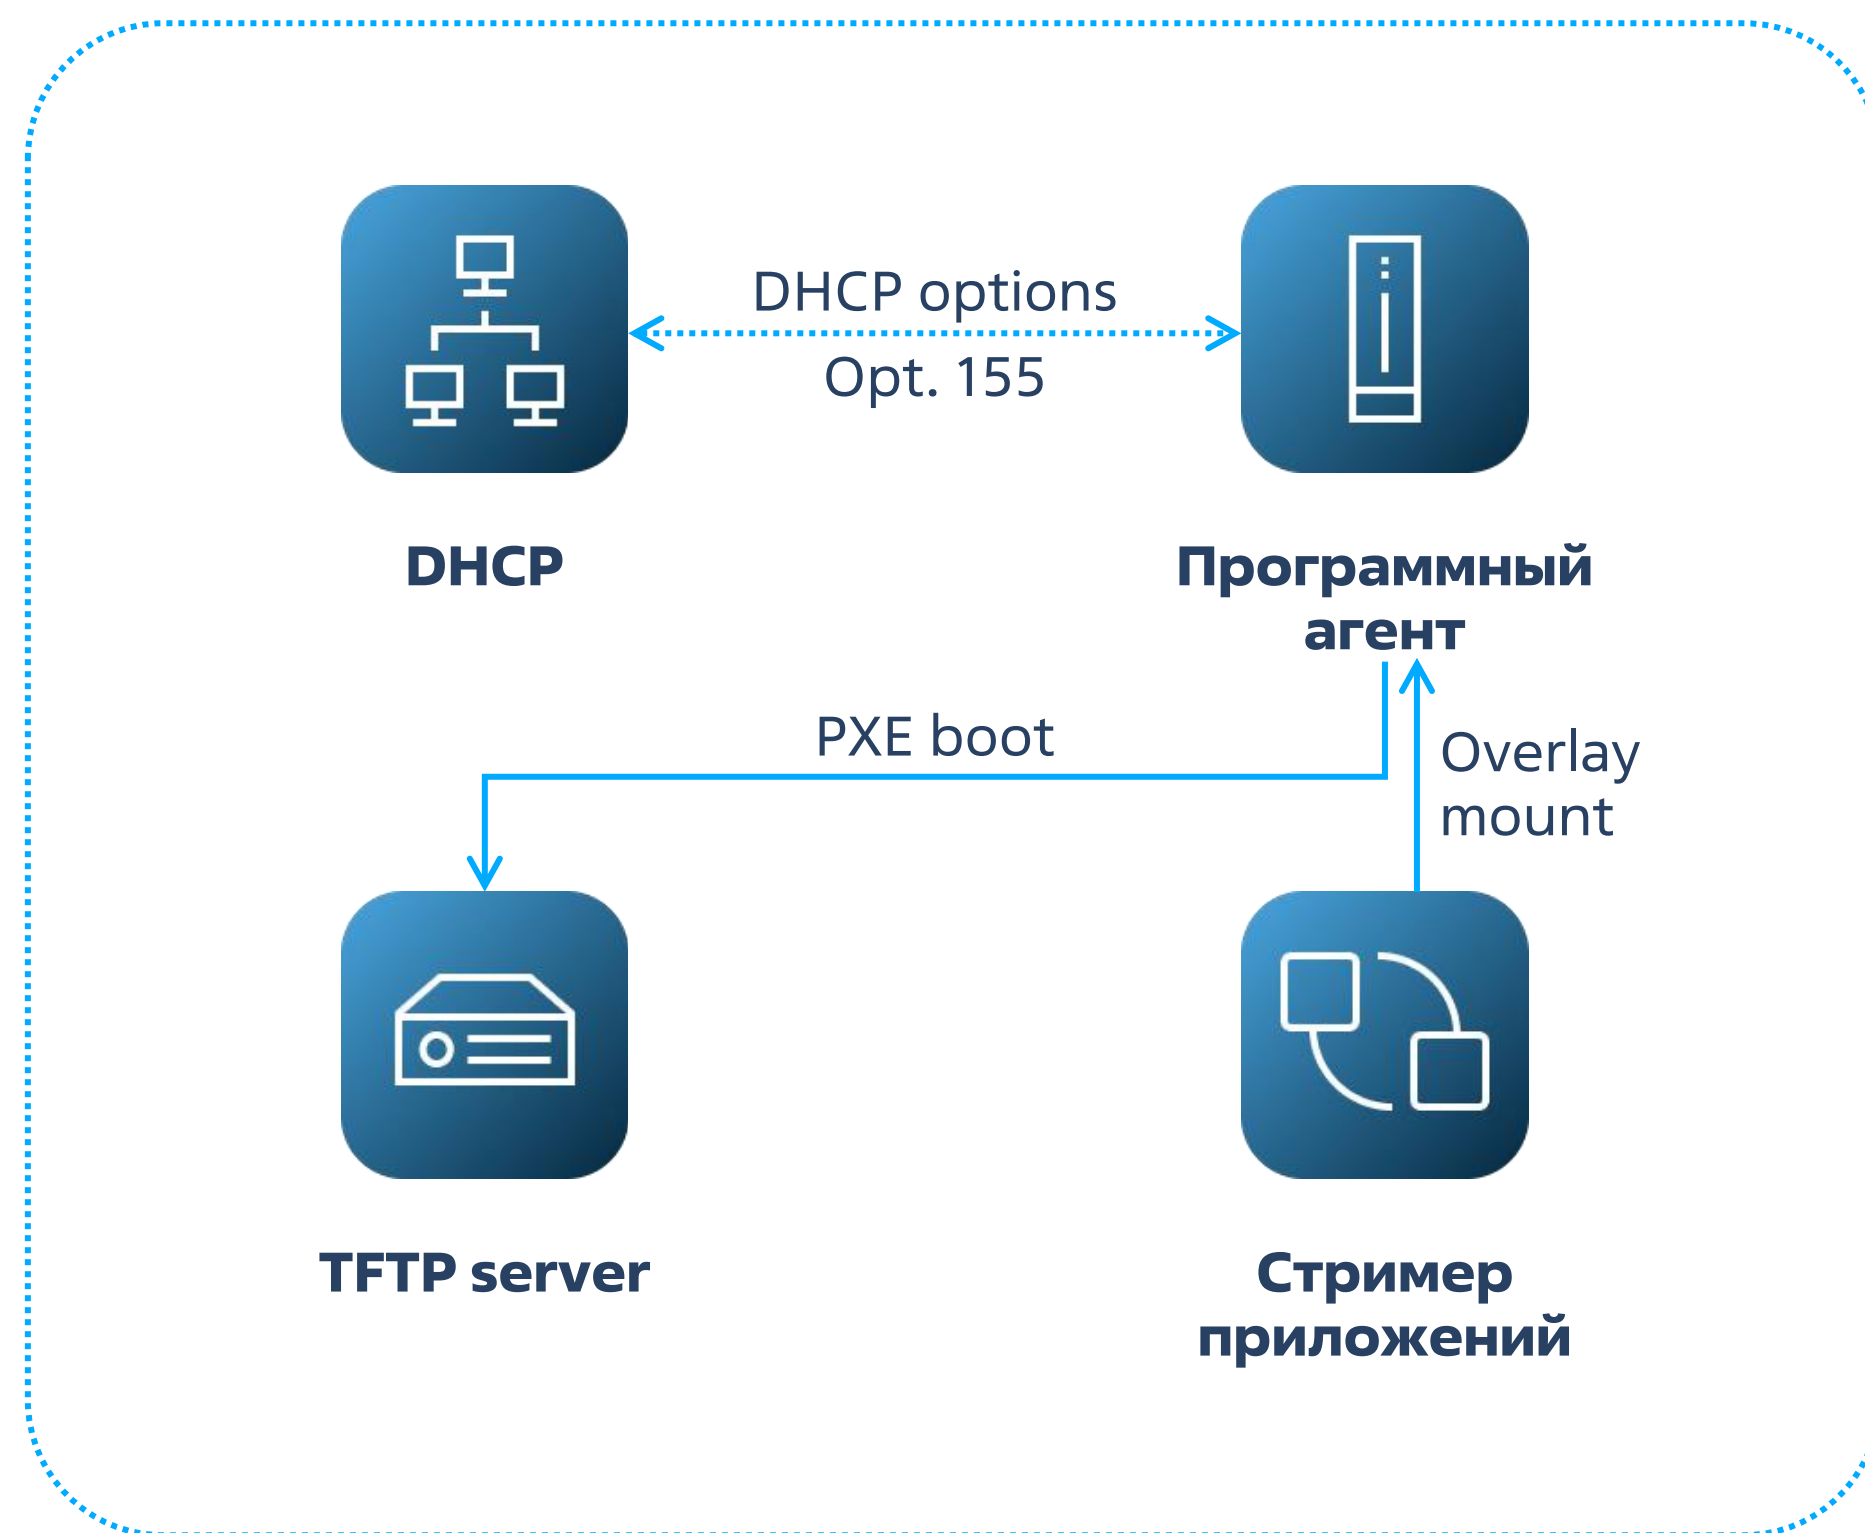 DHCP options
Opt. 155
DHCP
Программный
агент
PXE boot
Overlay
mount
TFTP server
Стример
приложений